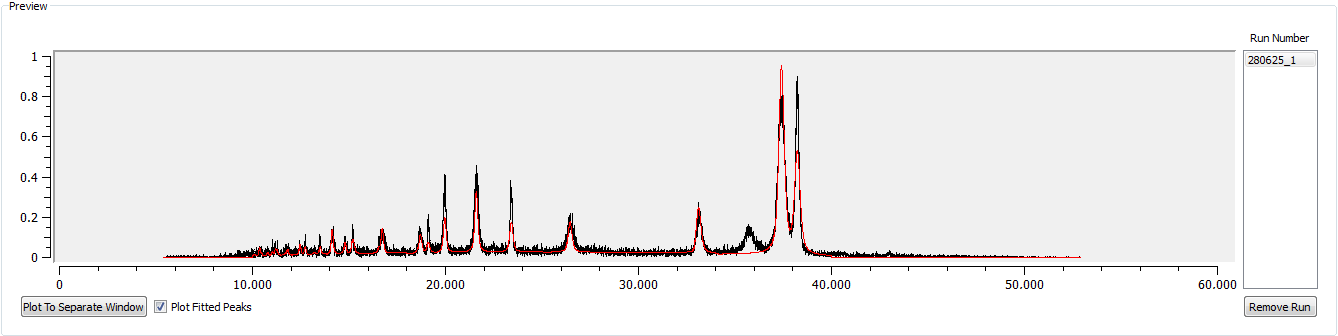 Preview
Run Number
280625_1
1
0.8
0.6
0.4
0.2
0
0 10.000 20.000 30.000 40.000 50.000 60.000
Plot To Separate Window Plot Fitted Peaks Remove Run